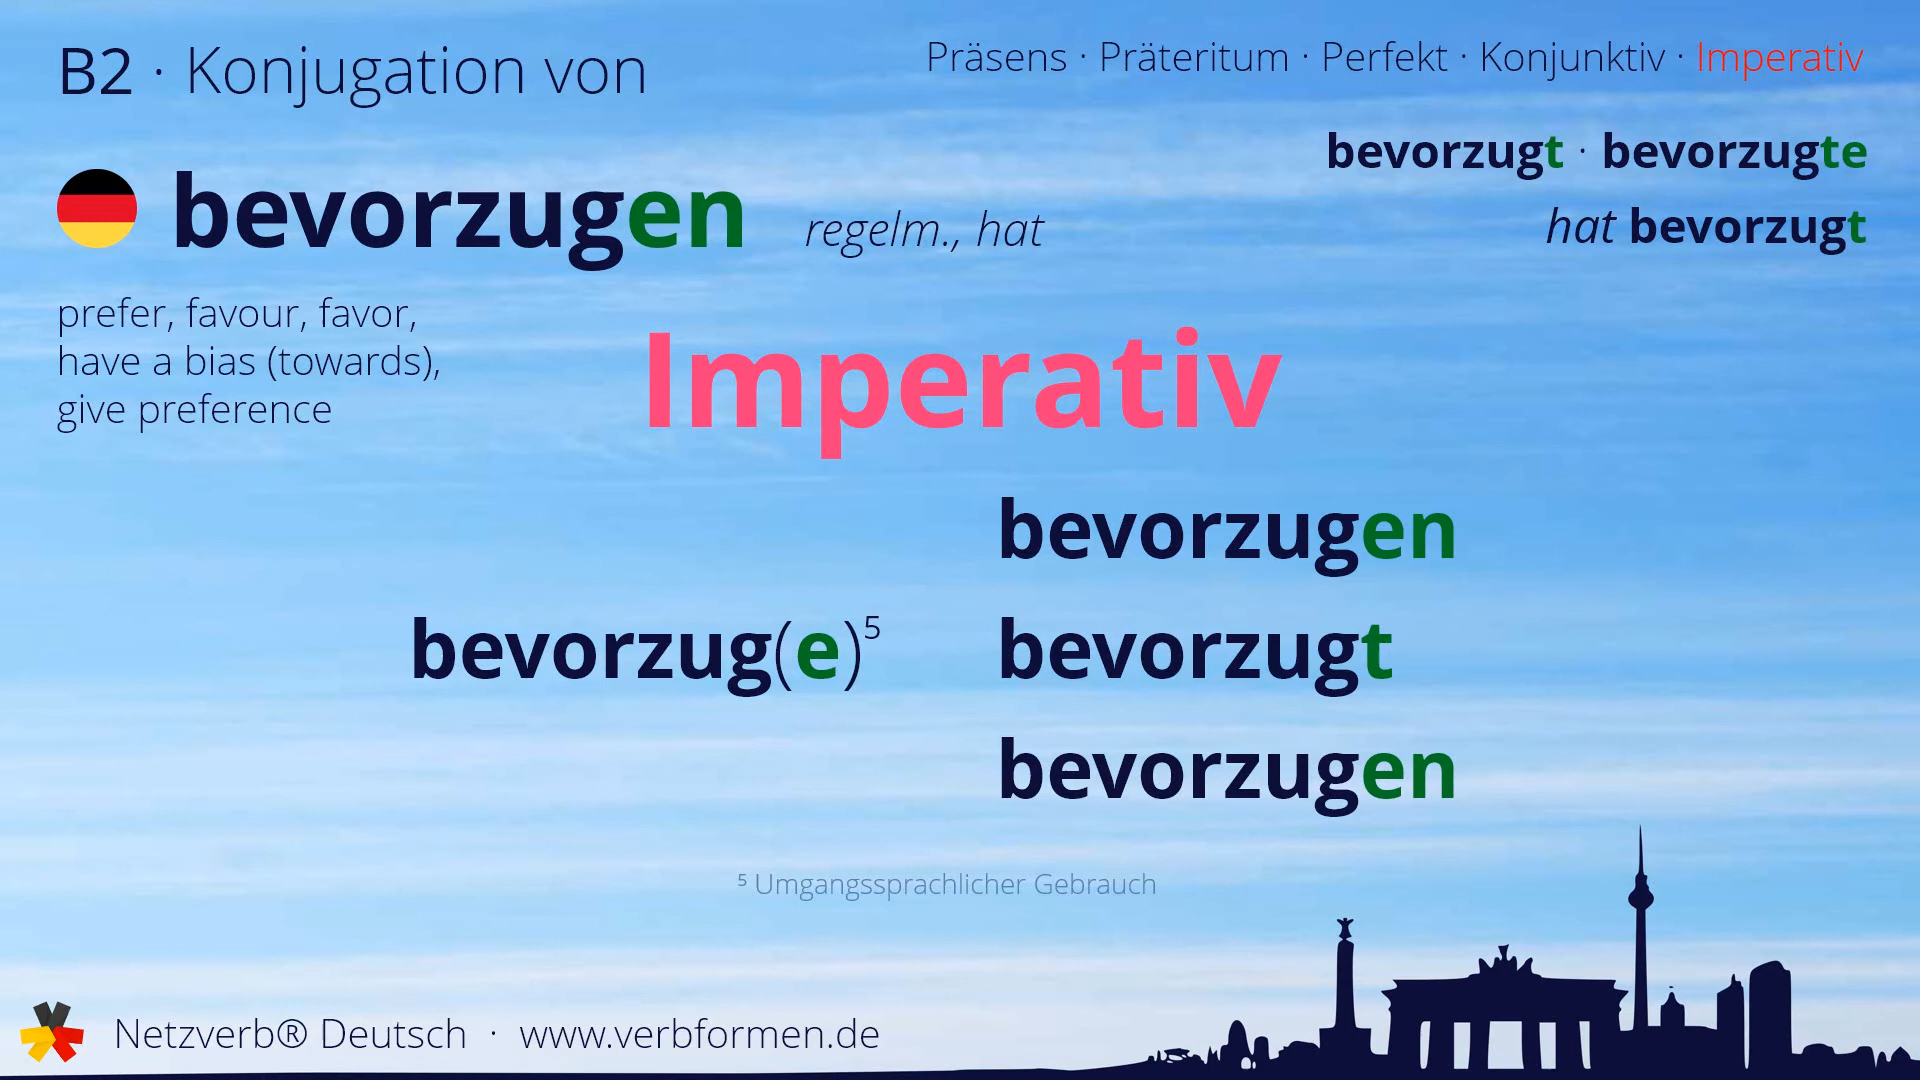 B2 · Konjugation von
Präsens · Präteritum · Perfekt · Konjunktiv · Imperativ
bevorzugen regelm., hat
bevorzugt · bevorzugte
hat bevorzugt
prefer, favour, favor,
have a bias (towards),
give preference
Imperativ
bevorzugen
bevorzug(e)⁵ bevorzugt
bevorzugen
⁵ Umgangssprachlicher Gebrauch
Netzverb® Deutsch · www.verbformen.de